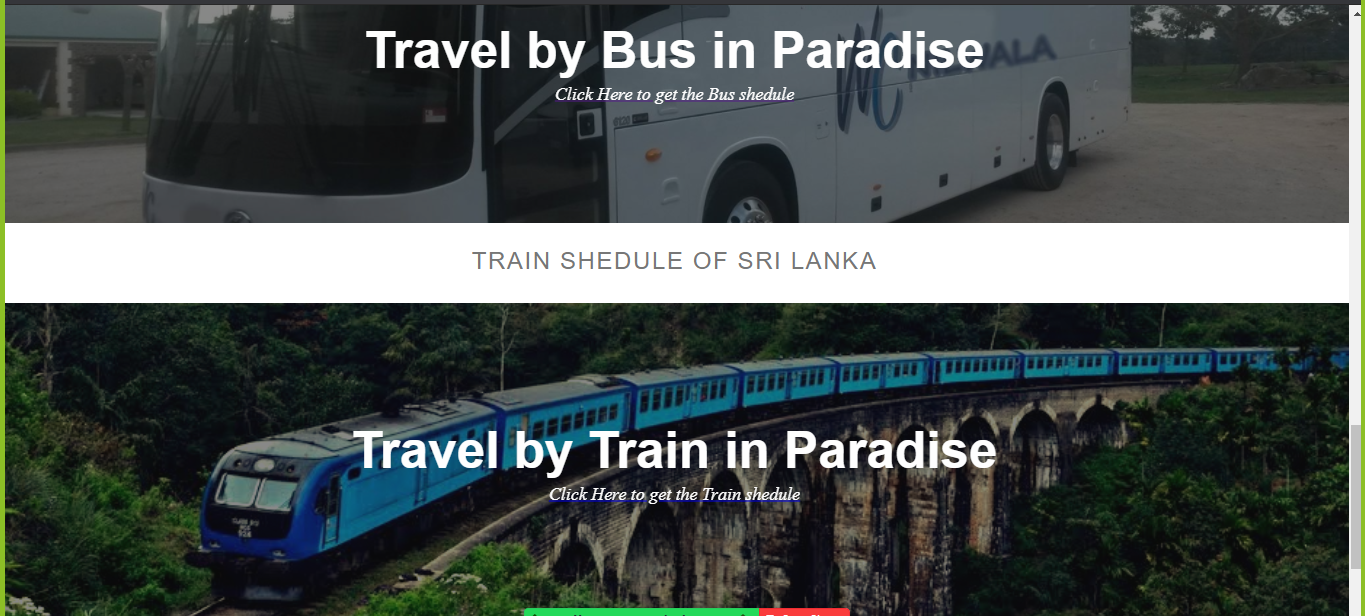 Travel by Bus in Paradise
Click Here to get the Bus shedule
TRAIN SHEDULE OF SRI LANKA
Travel by Train in Paradise
Click Here to get the Train shedule